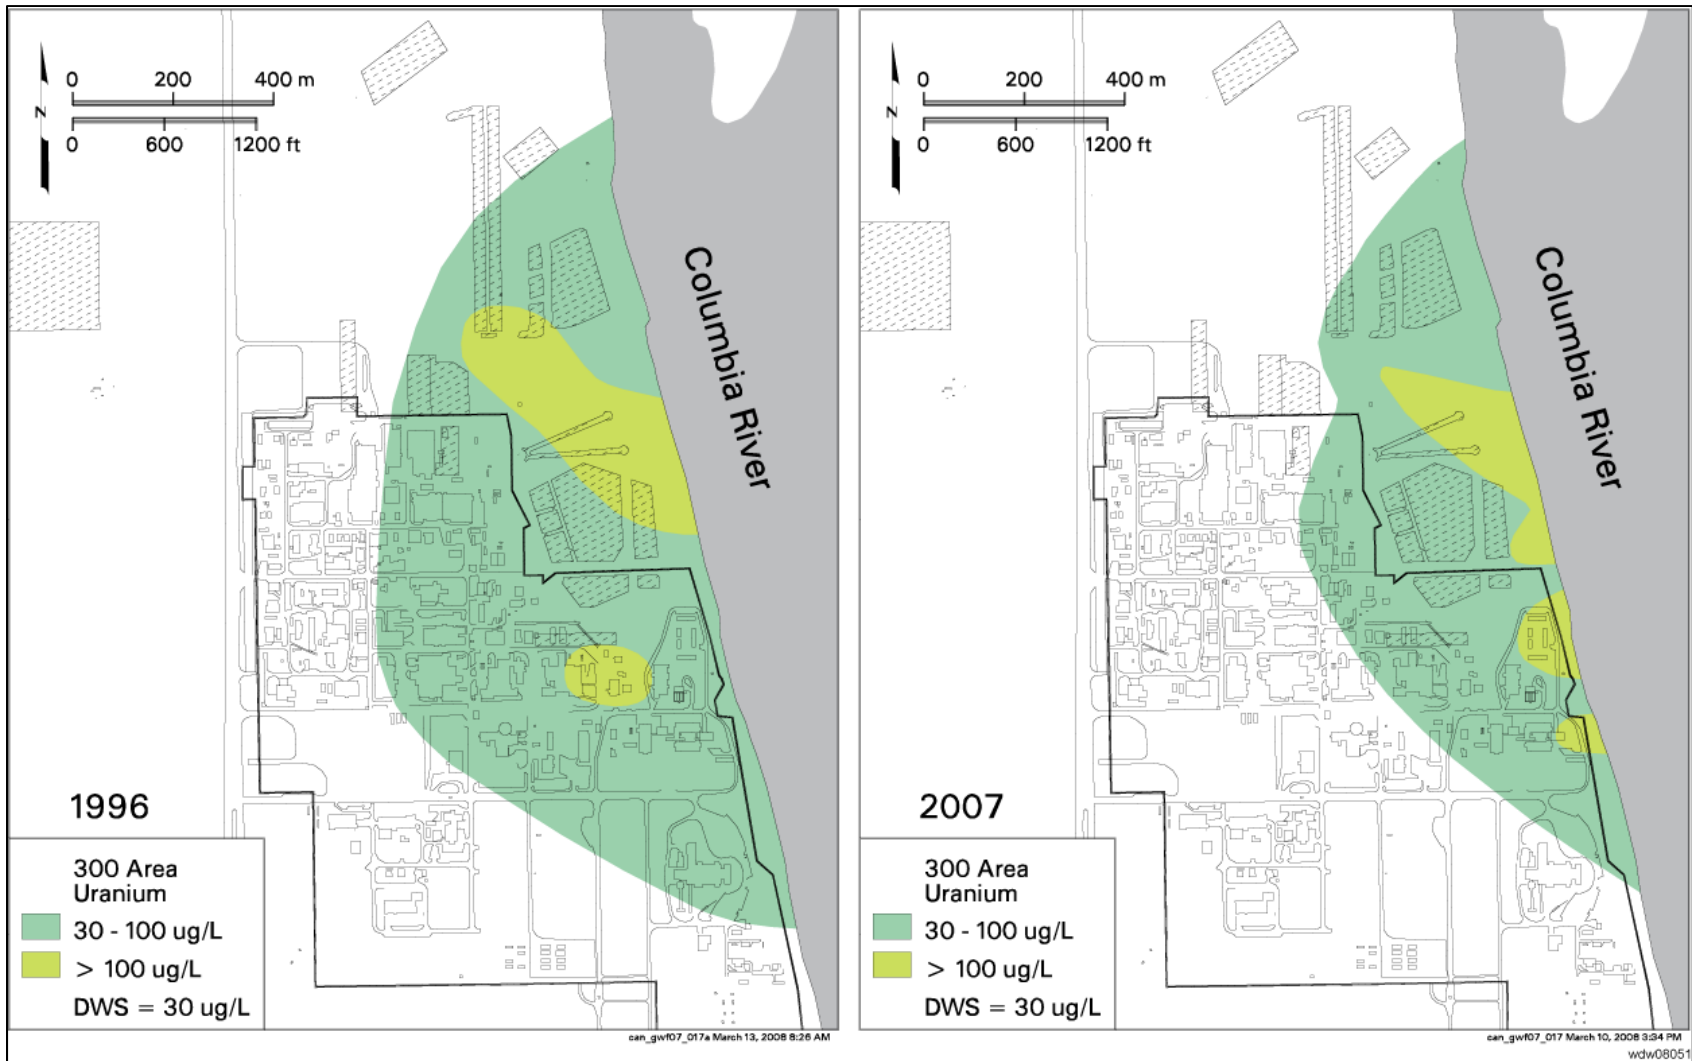 0 200 400 m
0 600 1200 ft
N
Columbia River
1996
300 Area
Uranium
30 - 100 ug/L
> 100 ug/L
DWS = 30 ug/L
can_gwf07_017a March 13, 2008 8:26 AM
0 200 400 m
0 600 1200 ft
N
Columbia River
2007
300 Area
Uranium
30 - 100 ug/L
> 100 ug/L
DWS = 30 ug/L
can_gwf07_017 March 10, 2008 3:34 PM
wdw08051